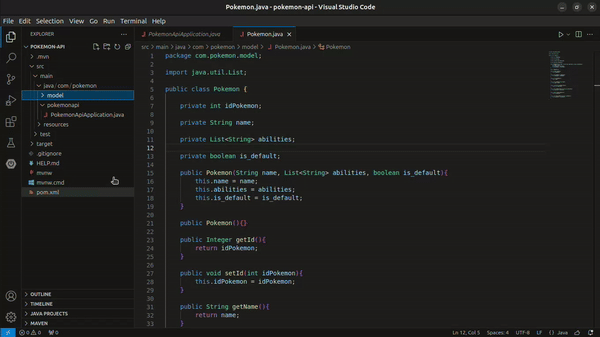 Pokemon.java - pokemon-api - Visual Studio Code
File Edit Selection View Go Run Terminal Help
EXPLORER
PokemonApiApplication.java
Pokemon.java
POKEMON-API
src > main > java > com > pokemon > model > Pokemon.java > Pokemon
.mvn
src
main
java / com / pokemon
model
pokemonapi
PokemonApiApplication.java
resources
test
target
.gitignore
HELP.md
mvnw
mvnw.cmd
pom.xml
OUTLINE
TIMELINE
JAVA PROJECTS
MAVEN
1 package com.pokemon.model;
2
3 import java.util.List;
4
5 public class Pokemon {
6
7 private int idPokemon;
8
9 private String name;
10
11 private List<String> abilities;
12
13 private boolean is_default;
14
15 public Pokemon(String name, List<String> abilities, boolean is_default){
16 this.name = name;
17 this.abilities = abilities;
18 this.is_default = is_default;
19 }
20
21 public Pokemon(){}
22
23 public Integer getId(){
24 return idPokemon;
25 }
26
27 public void setId(int idPokemon){
28 this.idPokemon = idPokemon;
29 }
30
31 public String getName(){
32 return name;
33 }
0 0 0
Ln 12, Col 5 Spaces: 4 UTF-8 LF {} Java